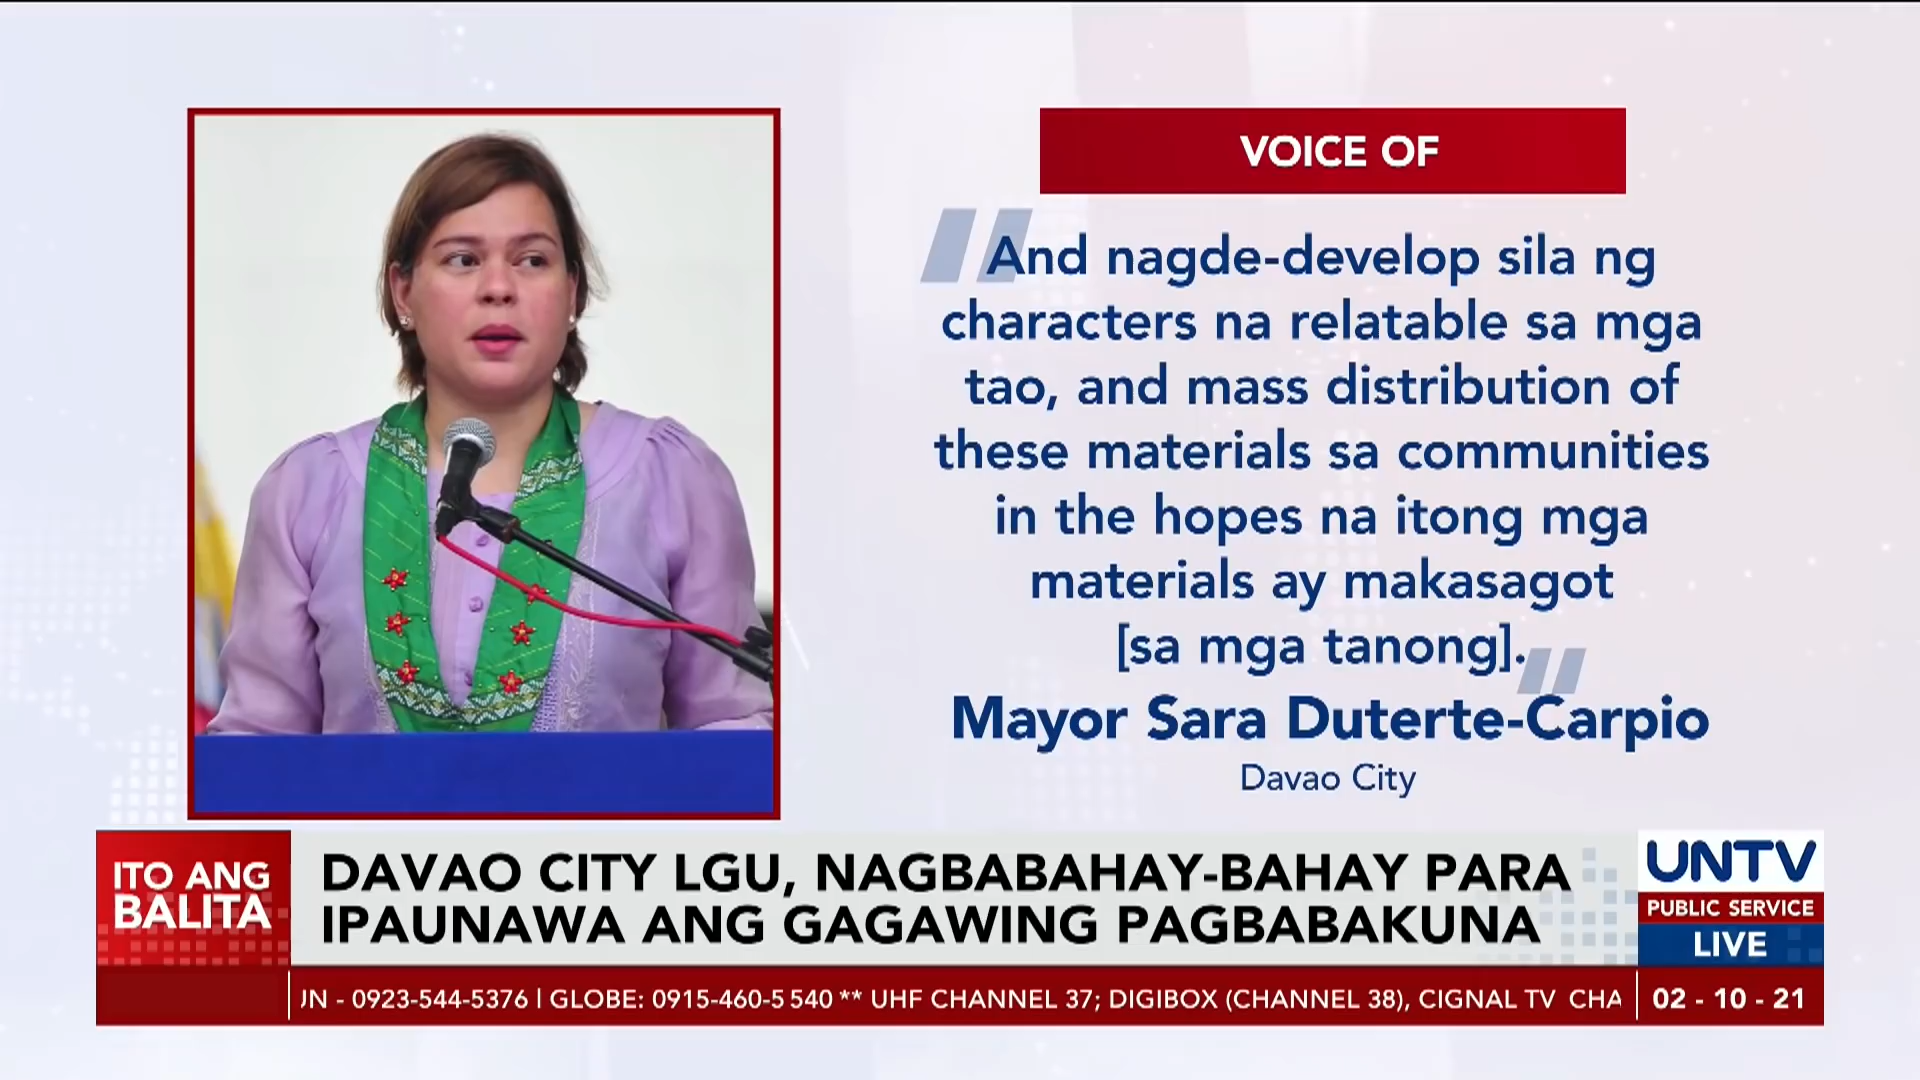 VOICE OF
And nagde-develop sila ng
characters na relatable sa mga
tao, and mass distribution of
these materials sa communities
in the hopes na itong mga
materials ay makasagot
[sa mga tanong].
Mayor Sara Duterte-Carpio
Davao City
ITO ANG
BALITA
DAVAO CITY LGU, NAGBABAHAY-BAHAY PARA
IPAUNAWA ANG GAGAWING PAGBABAKUNA
UNTV
PUBLIC SERVICE
LIVE
- 0923-544-5376 | GLOBE: 0915-460-5540 ** UHF CHANNEL 37; DIGIBOX (CHANNEL 38), CIGNAL TV CHA
02 - 10 - 21